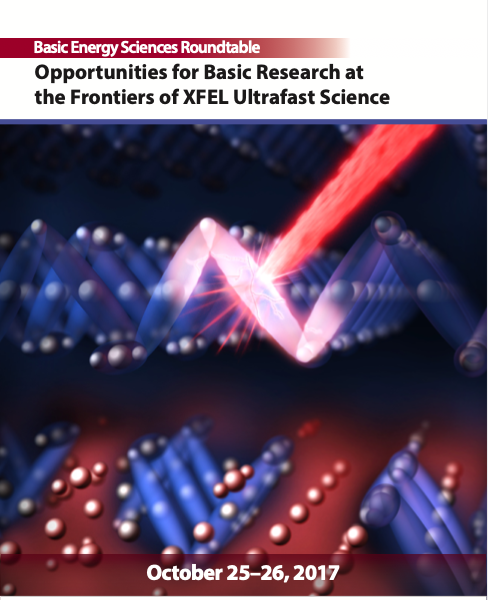 Basic Energy Sciences Roundtable
Opportunities for Basic Research at
the Frontiers of XFEL Ultrafast Science
October 25–26, 2017